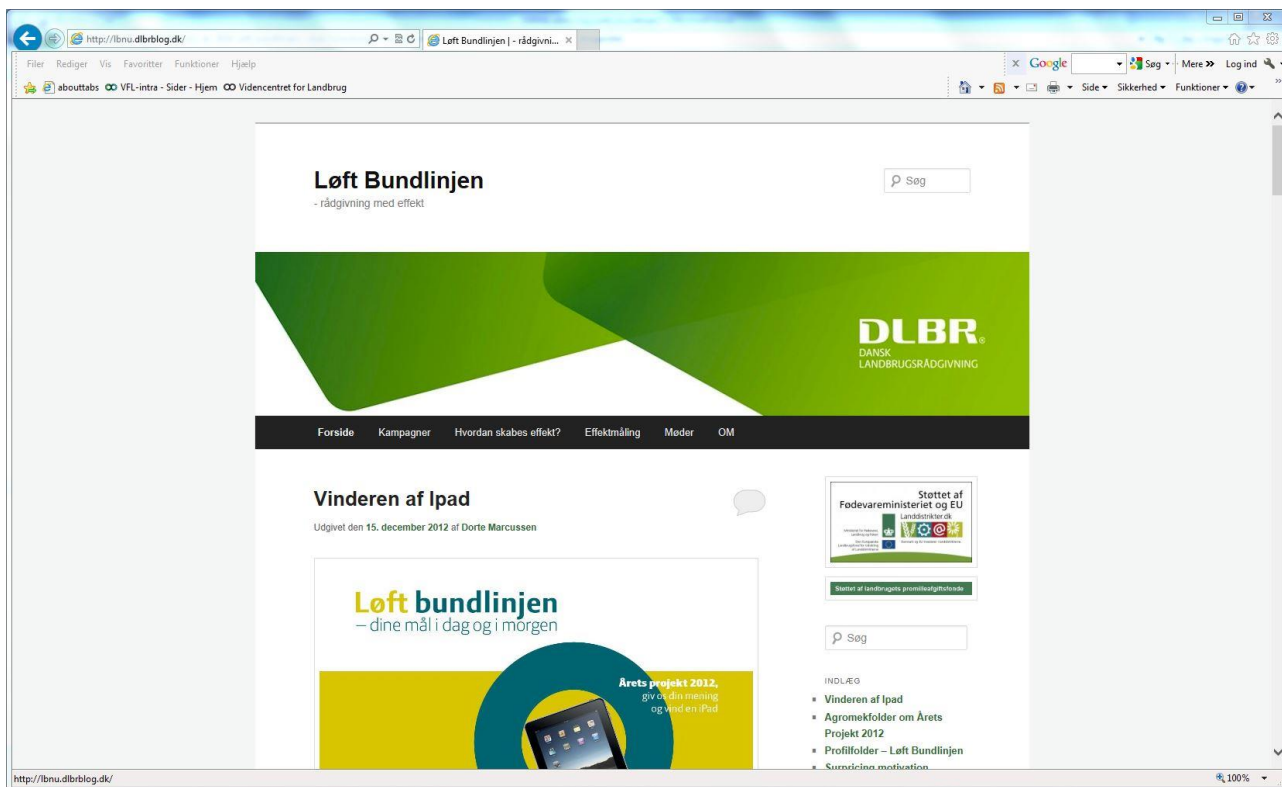 http://lbnu.dlbrblog.dk/
Løft Bundlinjen | - rådgivni...
Filer Rediger Vis Favoritter Funktioner Hjælp
x Google Søg Mere » Log ind
abouttabs VFL-intra - Sider - Hjem Videncentret for Landbrug
Side Sikkerhed Funktioner
Løft Bundlinjen
- rådgivning med effekt
Søg
DLBR®
DANSK
LANDBRUGSRÅDGIVNING
Forside Kampagner Hvordan skabes effekt? Effektmåling Møder OM
Vinderen af Ipad
Udgivet den 15. december 2012 af Dorte Marcussen
Løft bundlinjen
– dine mål i dag og i morgen
Årets projekt 2012,
giv os din mening
og vind en iPad
Støttet af
Fødevareministeriet og EU
Landdistrikter.dk
Støttet af landbrugets promilleafgiftsfonde
Søg
INDLÆG
Vinderen af Ipad
Agromekfolder om Årets
Projekt 2012
Profilfolder – Løft Bundlinjen
Surpricing motivation
http://lbnu.dlbrblog.dk/
100%